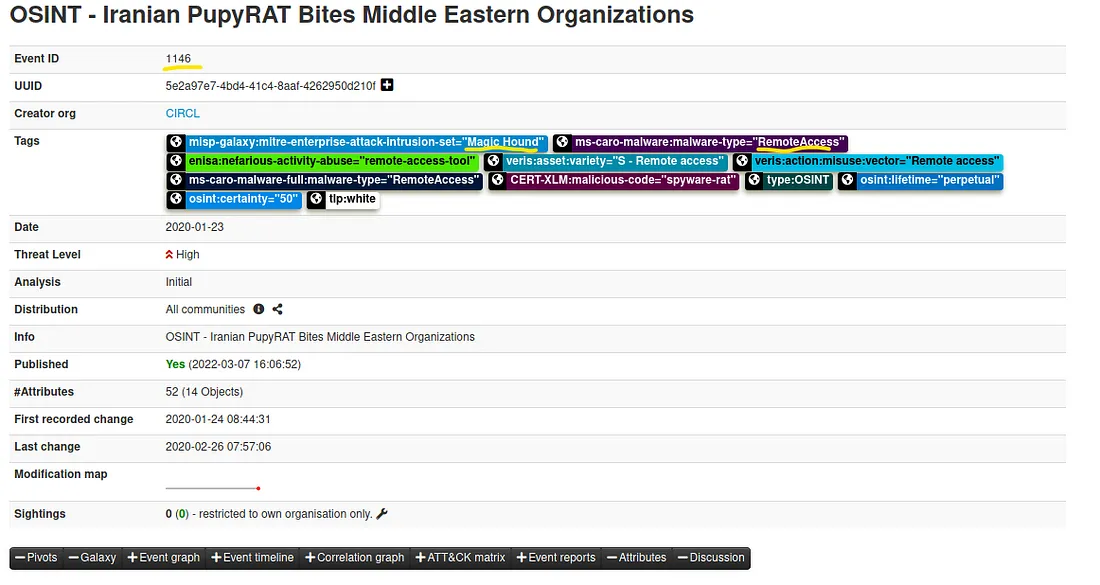 OSINT - Iranian PupyRAT Bites Middle Eastern Organizations
Event ID 1146
UUID 5e2a97e7-4bd4-41c4-8aaf-4262950d210f
Creator org CIRCL
Tags misp-galaxy:mitre-enterprise-attack-intrusion-set="Magic Hound" ms-caro-malware:malware-type="RemoteAccess"
enisa:nefarious-activity-abuse="remote-access-tool" veris:asset:variety="S - Remote access" veris:action:misuse:vector="Remote access"
ms-caro-malware-full:malware-type="RemoteAccess" CERT-XLM:malicious-code="spyware-rat" type:OSINT osint:lifetime="perpetual"
osint:certainty="50" tlp:white
Date 2020-01-23
Threat Level High
Analysis Initial
Distribution All communities
Info OSINT - Iranian PupyRAT Bites Middle Eastern Organizations
Published Yes (2022-03-07 16:06:52)
#Attributes 52 (14 Objects)
First recorded change 2020-01-24 08:44:31
Last change 2020-02-26 07:57:06
Modification map
Sightings 0 (0) - restricted to own organisation only.
−Pivots −Galaxy +Event graph +Event timeline +Correlation graph +ATT&CK matrix +Event reports −Attributes −Discussion